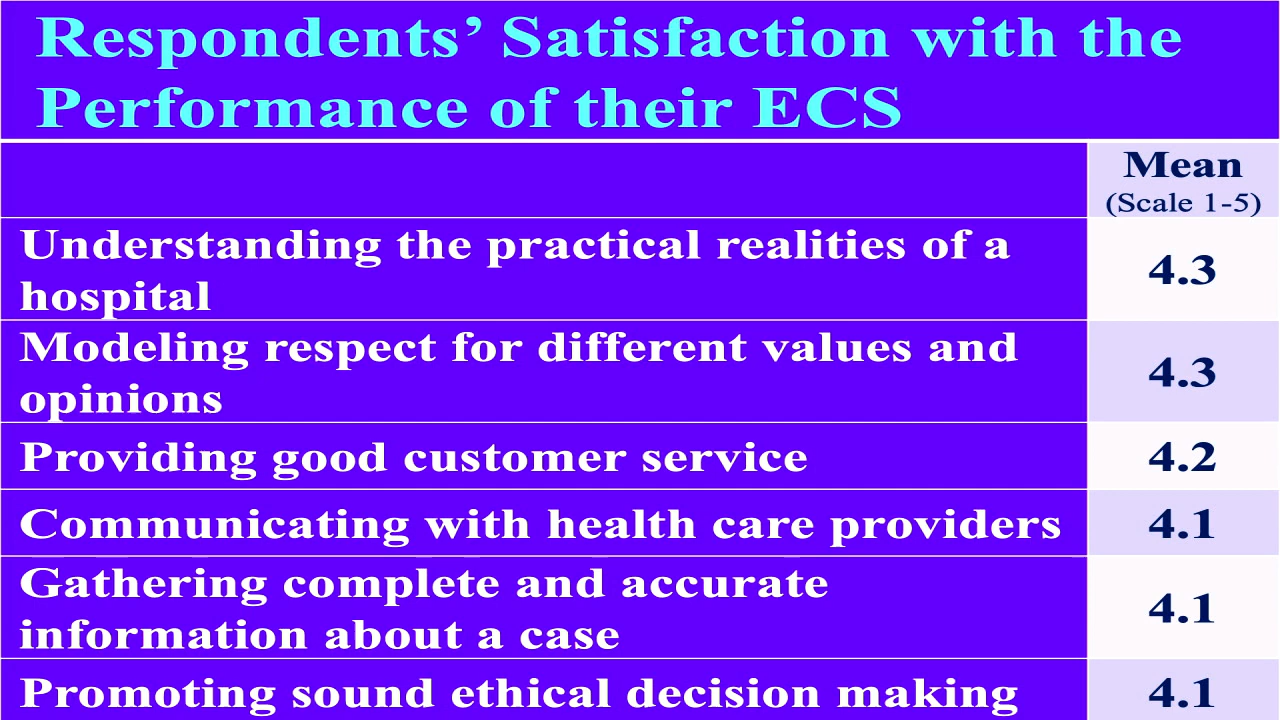 Respondents’ Satisfaction with the
Performance of their ECS
Mean
(Scale 1-5)
Understanding the practical realities of a
hospital
4.3
Modeling respect for different values and
opinions
4.3
Providing good customer service
4.2
Communicating with health care providers
4.1
Gathering complete and accurate
information about a case
4.1
Promoting sound ethical decision making
4.1